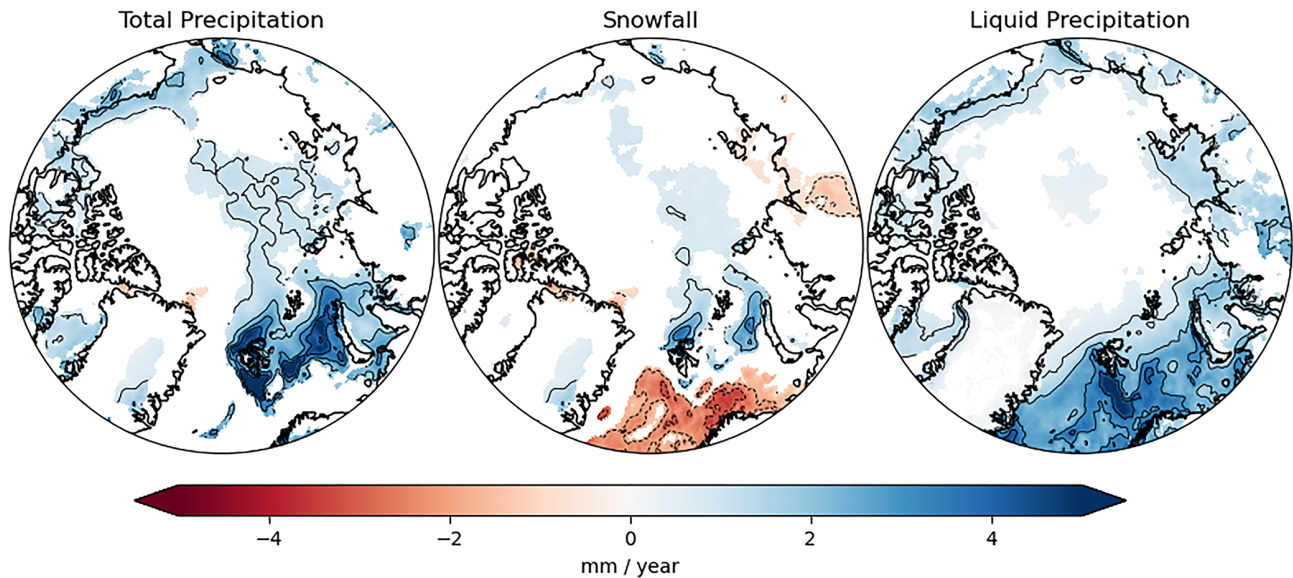 Total Precipitation
Snowfall
Liquid Precipitation
−4
−2
0
2
4
mm / year